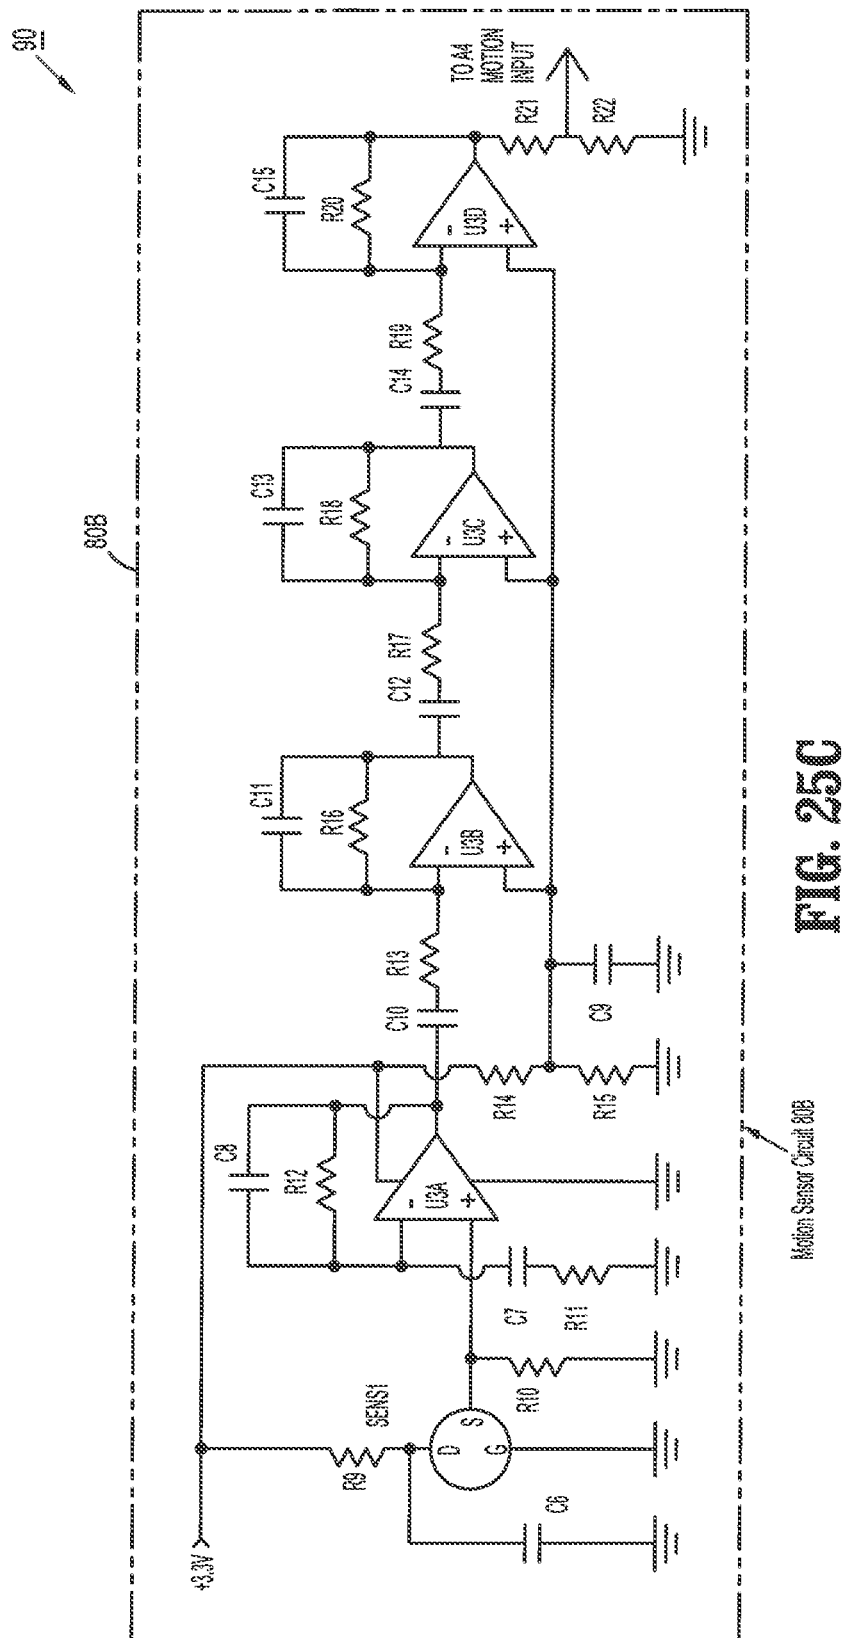 90
80B
+3.3V
R9
C6
SENS1
D
S
G
R10
C7
R11
C8
R12
-
U3A
+
R14
R15
C9
C10
R13
C11
R16
-
U3B
+
C12
R17
C13
R18
-
U3C
+
C14
R19
C15
R20
-
U3D
+
R21
R22
TO A4
MOTION
INPUT
Motion Sensor Circuit 80B
FIG. 25C